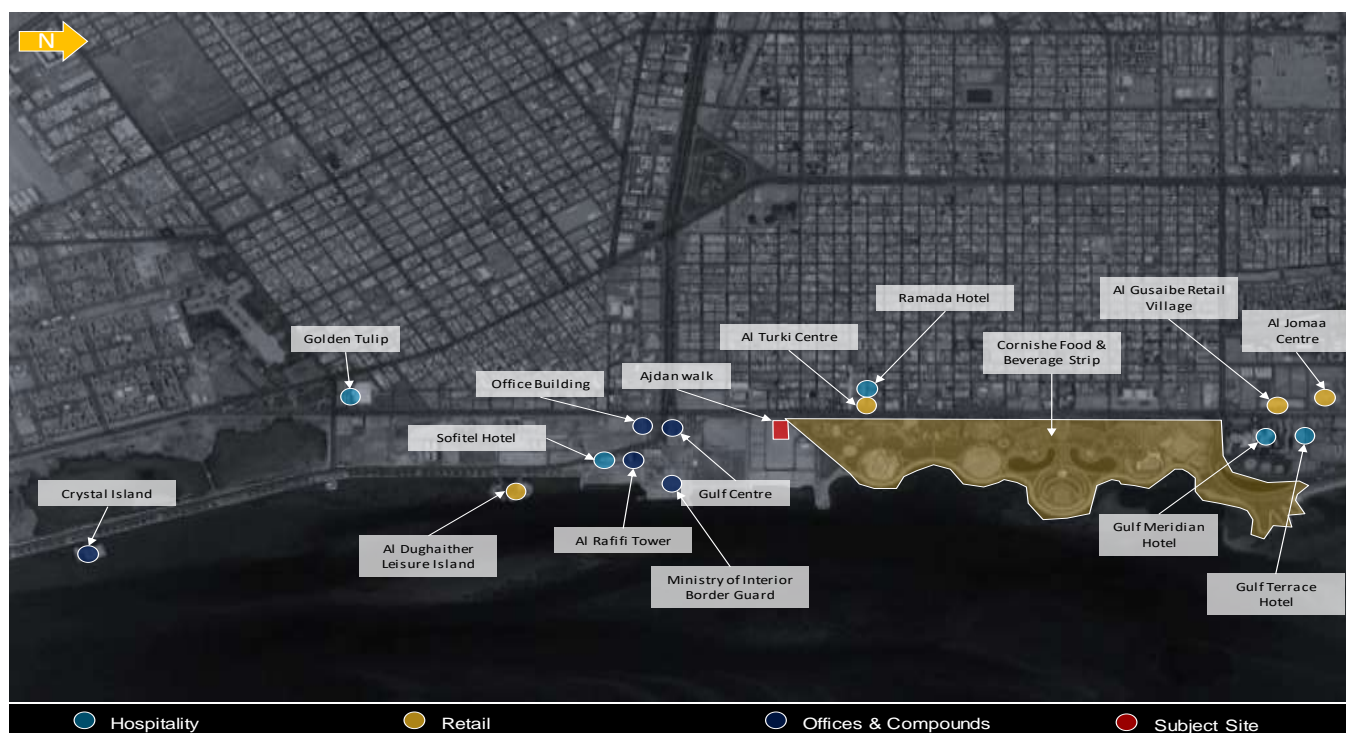 N
Ramada Hotel
Al Gusaibe Retail
Village
Al Jomaa
Centre
Golden Tulip
Al Turki Centre
Cornishe Food &
Beverage Strip
Office Building
Ajdan walk
Sofitel Hotel
Crystal Island
Gulf Centre
Al Dughaither
Leisure Island
Al Rafifi Tower
Gulf Meridian
Hotel
Ministry of Interior
Border Guard
Gulf Terrace
Hotel
Hospitality
Retail
Offices & Compounds
Subject Site